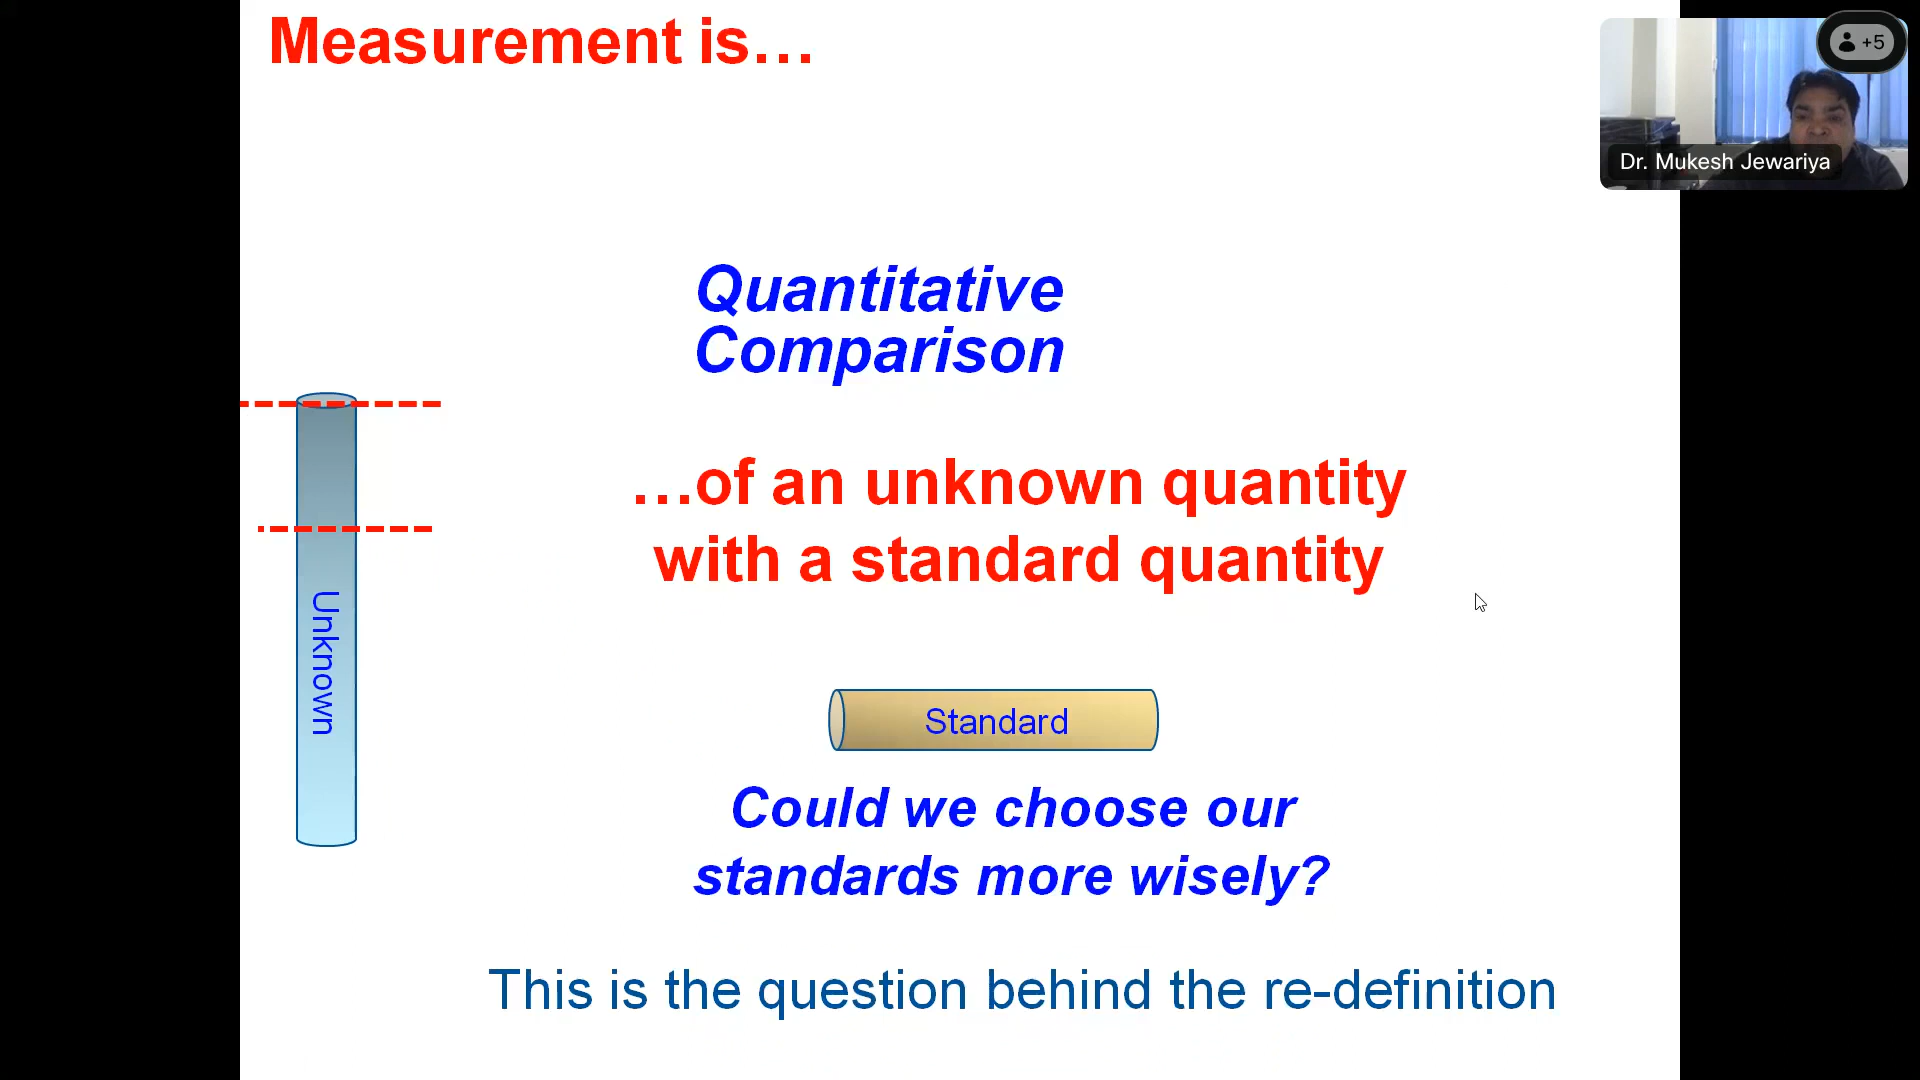 Measurement is…
+5
Dr. Mukesh Jewariya
Quantitative
Comparison
…of an unknown quantity
with a standard quantity
Unknown
Standard
Could we choose our
standards more wisely?
This is the question behind the re-definition